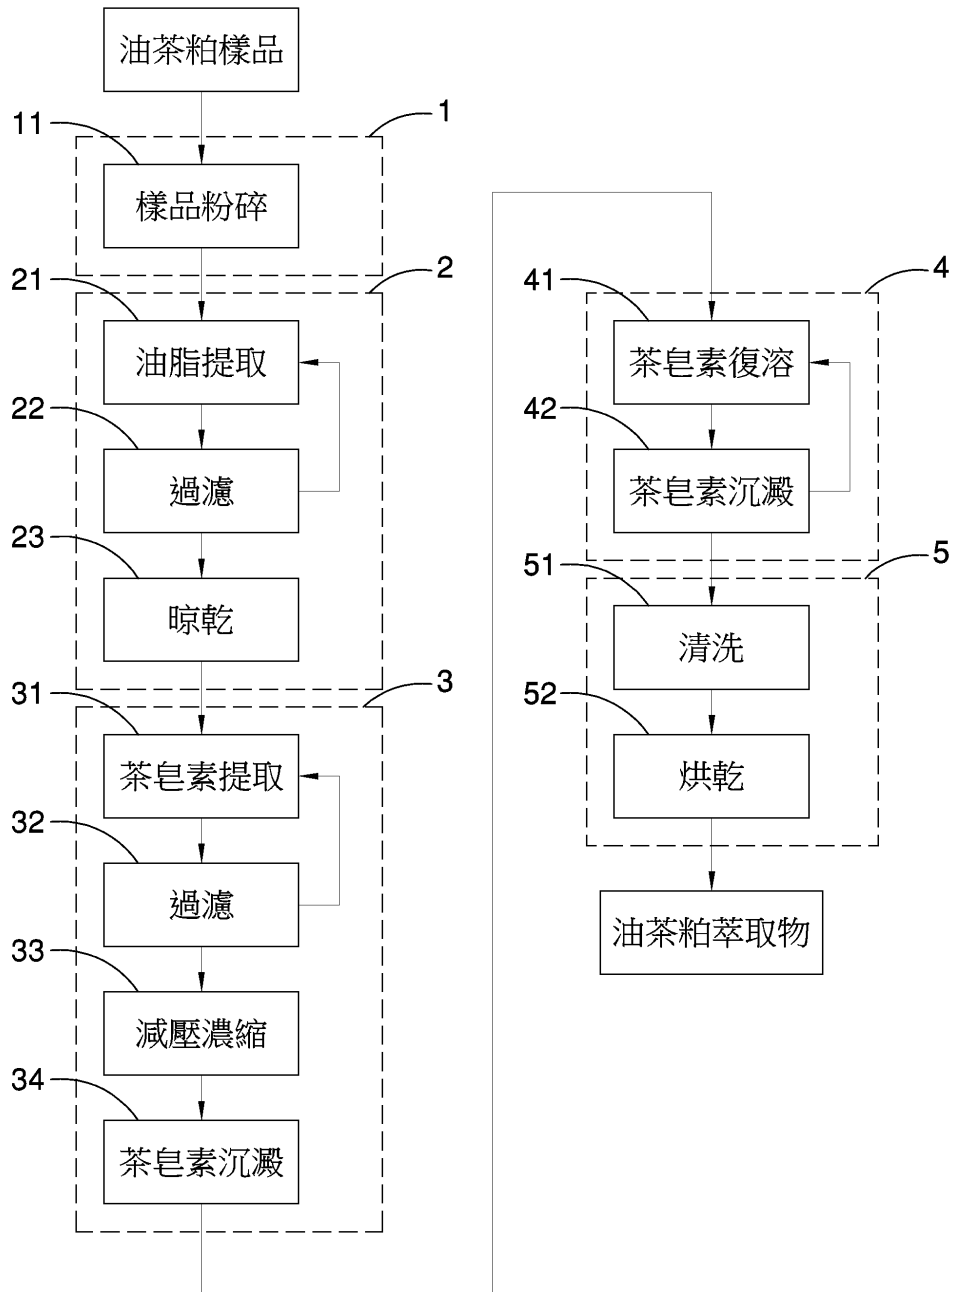 油茶粕樣品
1
11
樣品粉碎
2
21
油脂提取
22
過濾
23
晾乾
3
31
茶皂素提取
32
過濾
33
減壓濃縮
34
茶皂素沉澱
4
41
茶皂素復溶
42
茶皂素沉澱
5
51
清洗
52
烘乾
油茶粕萃取物